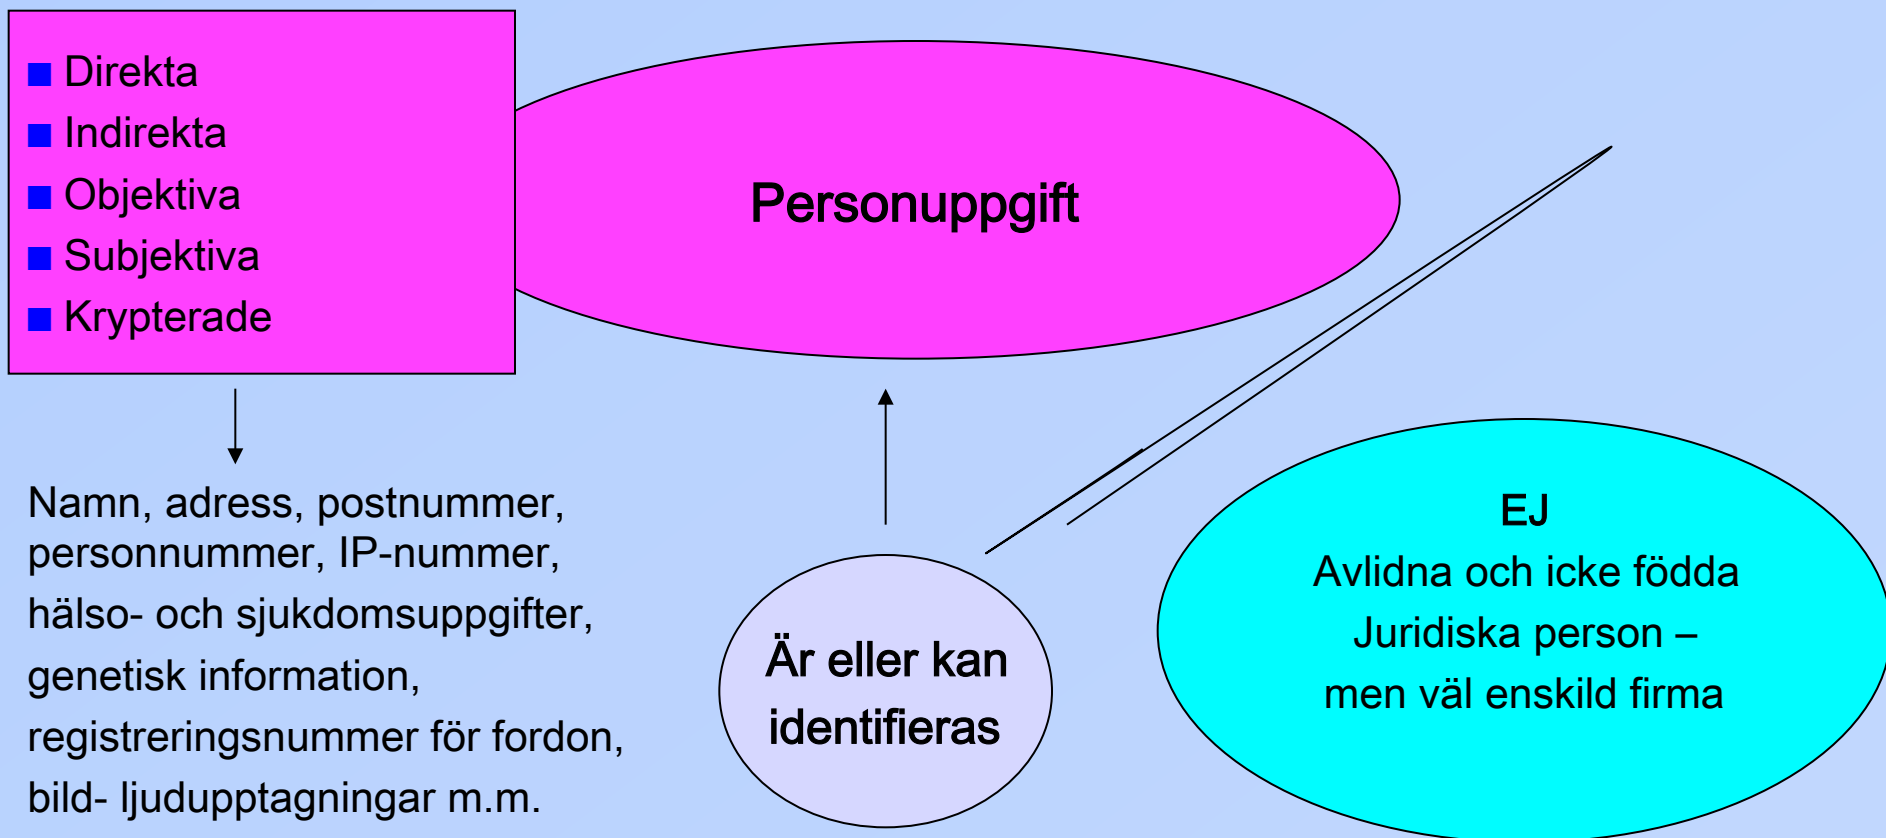 Direkta
Indirekta
Objektiva
Subjektiva
Krypterade
Personuppgift
Namn, adress, postnummer,
personnummer, IP-nummer,
hälso- och sjukdomsuppgifter,
genetisk information,
registreringsnummer för fordon,
bild- ljudupptagningar m.m.
Är eller kan
identifieras
EJ
Avlidna och icke födda
Juridiska person –
men väl enskild firma